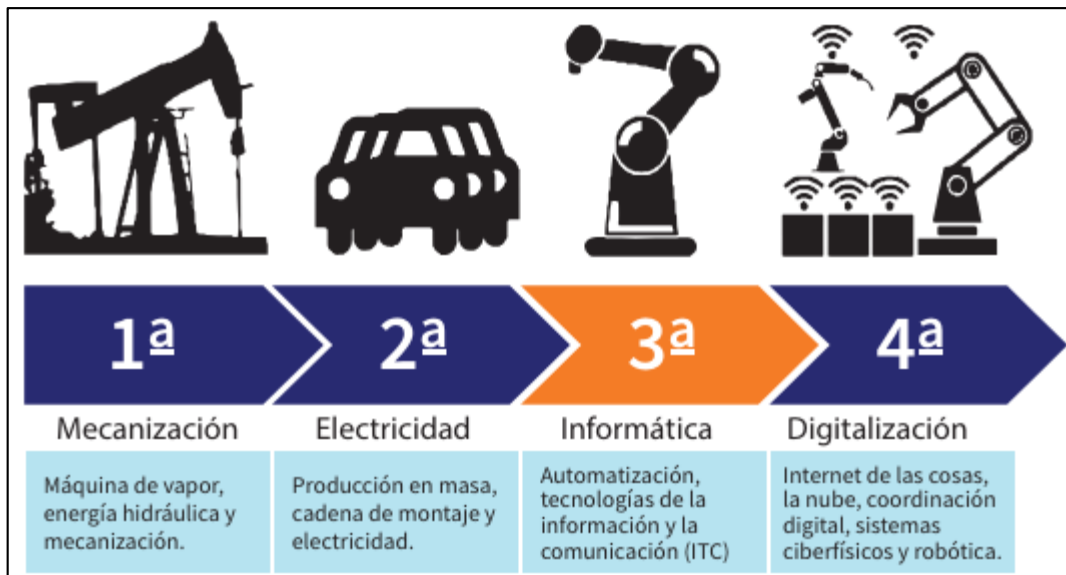 1ª
2ª
3ª
4ª
Mecanización
Electricidad
Informática
Digitalización
Máquina de vapor,
energía hidráulica y
mecanización.
Producción en masa,
cadena de montaje y
electricidad.
Automatización,
tecnologías de la
información y la
comunicación (ITC)
Internet de las cosas,
la nube, coordinación
digital, sistemas
ciberfísicos y robótica.